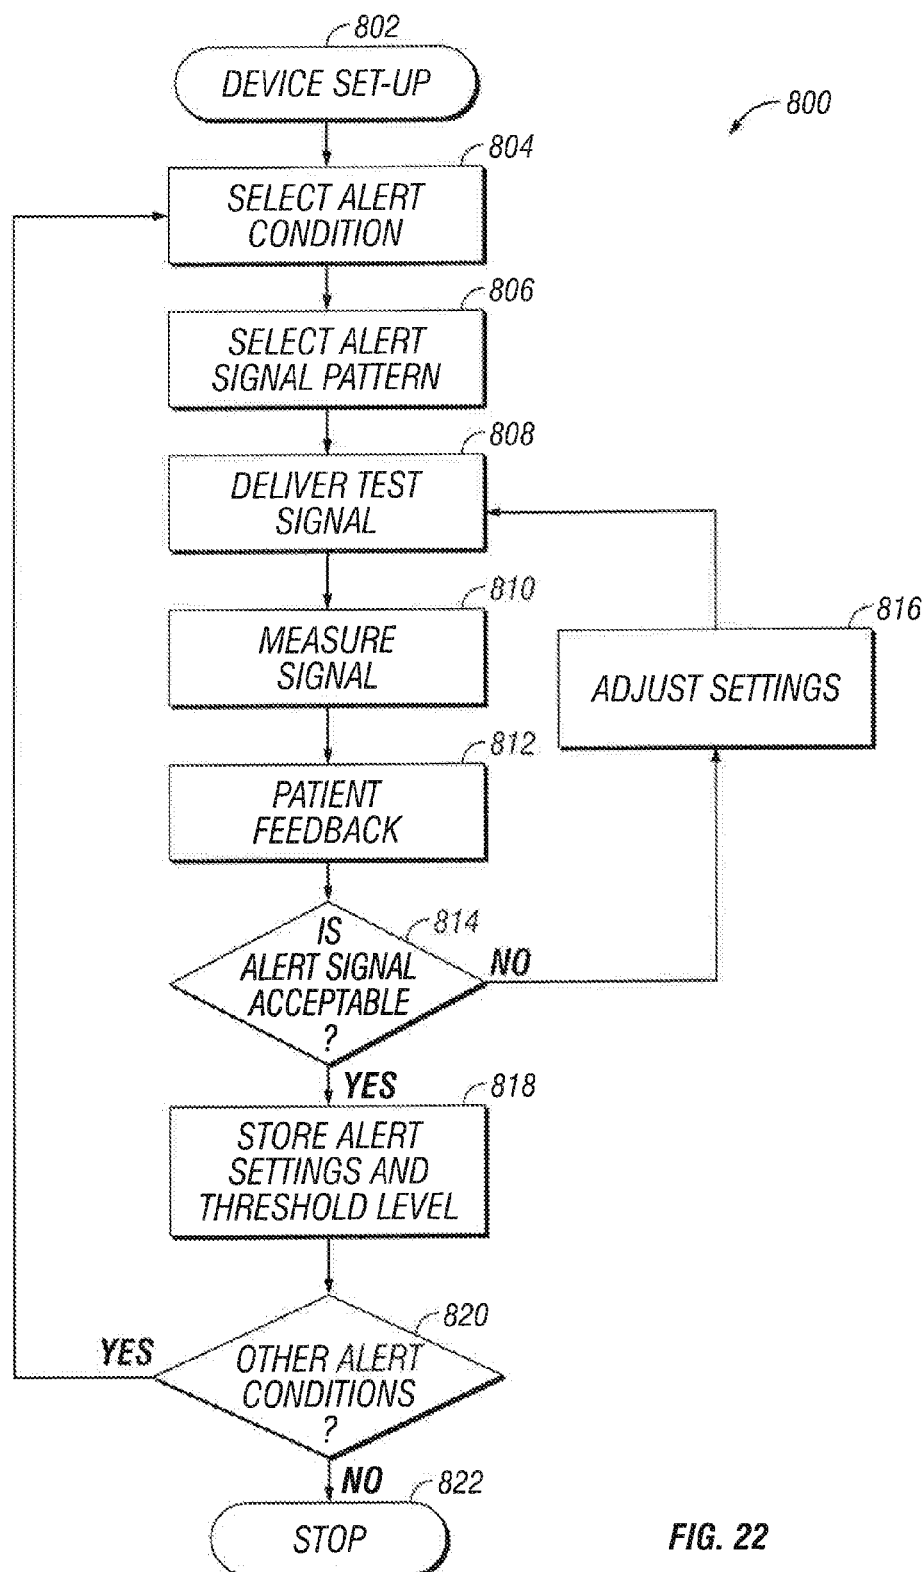 802
DEVICE SET-UP
800
804
SELECT ALERT
CONDITION
806
SELECT ALERT
SIGNAL PATTERN
808
DELIVER TEST
SIGNAL
810
MEASURE
SIGNAL
816
ADJUST SETTINGS
812
PATIENT
FEEDBACK
814
IS
ALERT SIGNAL
ACCEPTABLE
?
NO
YES
818
STORE ALERT
SETTINGS AND
THRESHOLD LEVEL
820
YES
OTHER ALERT
CONDITIONS
?
NO
822
STOP
FIG. 22